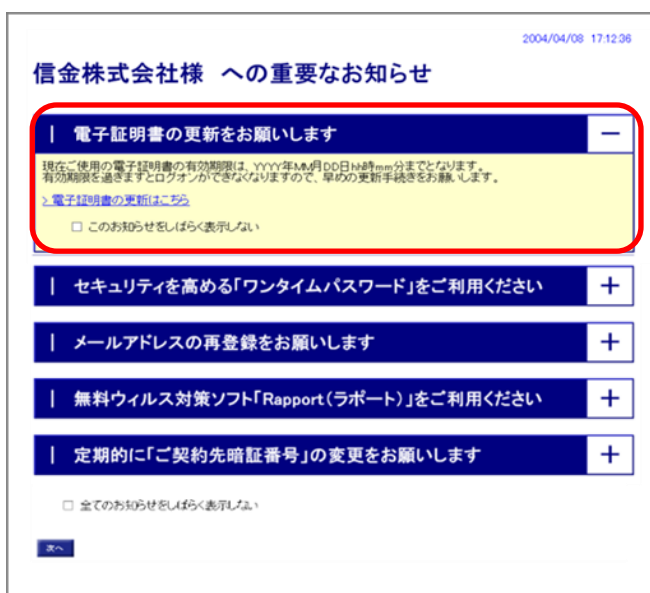 2004/04/08 17:12:36
信金株式会社様 への重要なお知らせ
| 電子証明書の更新をお願いします −
現在ご使用の電子証明書の有効期限は、YYYY年MM月DD日hh時mm分までとなります。
有効期限を過ぎますとログオンができなくなりますので、早めの更新手続きをお願いします。
> 電子証明書の更新はこちら
□ このお知らせをしばらく表示しない
| セキュリティを高める「ワンタイムパスワード」をご利用ください +
| メールアドレスの再登録をお願いします +
| 無料ウィルス対策ソフト「Rapport(ラポート)」をご利用ください +
| 定期的に「ご契約先暗証番号」の変更をお願いします +
□ 全てのお知らせをしばらく表示しない
次へ